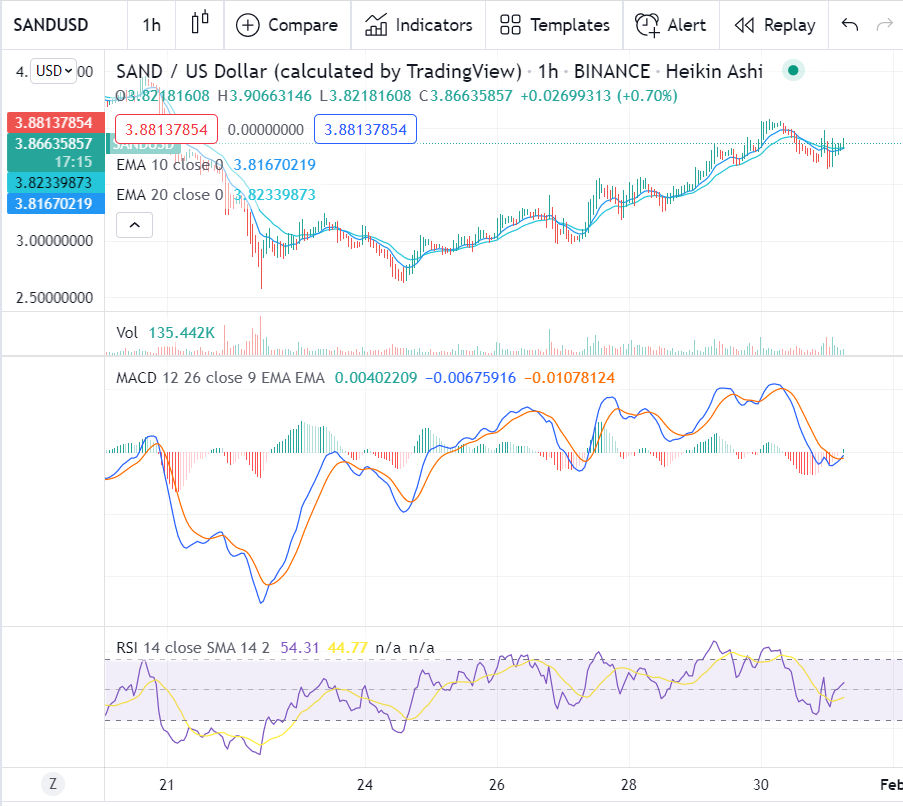 SANDUSD 1h Compare Indicators Templates Alert Replay
4. USD 00 SAND / US Dollar (calculated by TradingView) · 1h · BINANCE · Heikin Ashi
O3.82181608 H3.90663146 L3.82181608 C3.86635857 +0.02699313 (+0.70%)
3.88137854 3.88137854 0.00000000 3.88137854
3.86635857 SANDUSD
17:15 EMA 10 close 0 3.81670219
3.82339873
3.81670219 EMA 20 close 0 3.82339873
3.00000000
2.50000000
Vol 135.442K
MACD 12 26 close 9 EMA EMA 0.00402209 −0.00675916 −0.01078124
RSI 14 close SMA 14 2 54.31 44.77 n/a n/a
Z 21 24 26 28 30 Feb